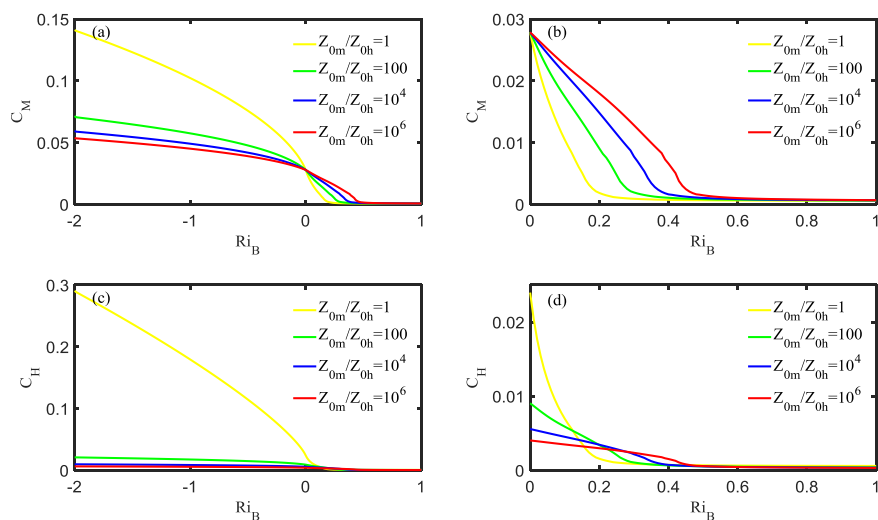 (a)
Z0m/Z0h=1
Z0m/Z0h=100
Z0m/Z0h=10^4
Z0m/Z0h=10^6
0.15
0.1
0.05
0
CM
-2 -1 0 1
RiB
(b)
Z0m/Z0h=1
Z0m/Z0h=100
Z0m/Z0h=10^4
Z0m/Z0h=10^6
0.03
0.02
0.01
0
CM
0 0.2 0.4 0.6 0.8 1
RiB
(c)
Z0m/Z0h=1
Z0m/Z0h=100
Z0m/Z0h=10^4
Z0m/Z0h=10^6
0.3
0.2
0.1
0
CH
-2 -1 0 1
RiB
(d)
Z0m/Z0h=1
Z0m/Z0h=100
Z0m/Z0h=10^4
Z0m/Z0h=10^6
0.02
0.01
0
CH
0 0.2 0.4 0.6 0.8 1
RiB